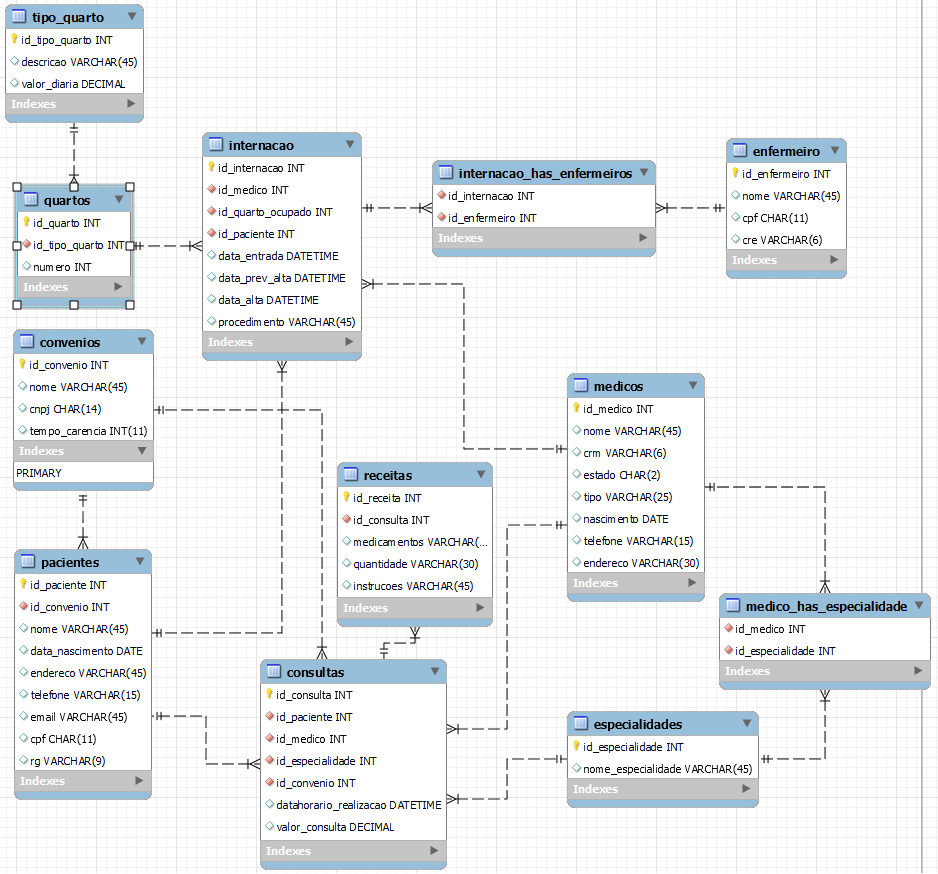 tipo_quarto
id_tipo_quarto INT
descricao VARCHAR(45)
valor_diaria DECIMAL
Indexes
quartos
id_quarto INT
id_tipo_quarto INT
numero INT
Indexes
internacao
id_internacao INT
id_medico INT
id_quarto_ocupado INT
id_paciente INT
data_entrada DATETIME
data_prev_alta DATETIME
data_alta DATETIME
procedimento VARCHAR(45)
Indexes
internacao_has_enfermeiros
id_internacao INT
id_enfermeiro INT
Indexes
enfermeiro
id_enfermeiro INT
nome VARCHAR(45)
cpf CHAR(11)
cre VARCHAR(6)
Indexes
convenios
id_convenio INT
nome VARCHAR(45)
cnpj CHAR(14)
tempo_carencia INT(11)
Indexes
PRIMARY
medicos
id_medico INT
nome VARCHAR(45)
crm VARCHAR(6)
estado CHAR(2)
tipo VARCHAR(25)
nascimento DATE
telefone VARCHAR(15)
endereco VARCHAR(30)
Indexes
receitas
id_receita INT
id_consulta INT
medicamentos VARCHAR(...
quantidade VARCHAR(30)
instrucoes VARCHAR(45)
Indexes
pacientes
id_paciente INT
id_convenio INT
nome VARCHAR(45)
data_nascimento DATE
endereco VARCHAR(45)
telefone VARCHAR(15)
email VARCHAR(45)
cpf CHAR(11)
rg VARCHAR(9)
Indexes
medico_has_especialidade
id_medico INT
id_especialidade INT
Indexes
consultas
id_consulta INT
id_paciente INT
id_medico INT
id_especialidade INT
id_convenio INT
datahorario_realizacao DATETIME
valor_consulta DECIMAL
Indexes
especialidades
id_especialidade INT
nome_especialidade VARCHAR(45)
Indexes